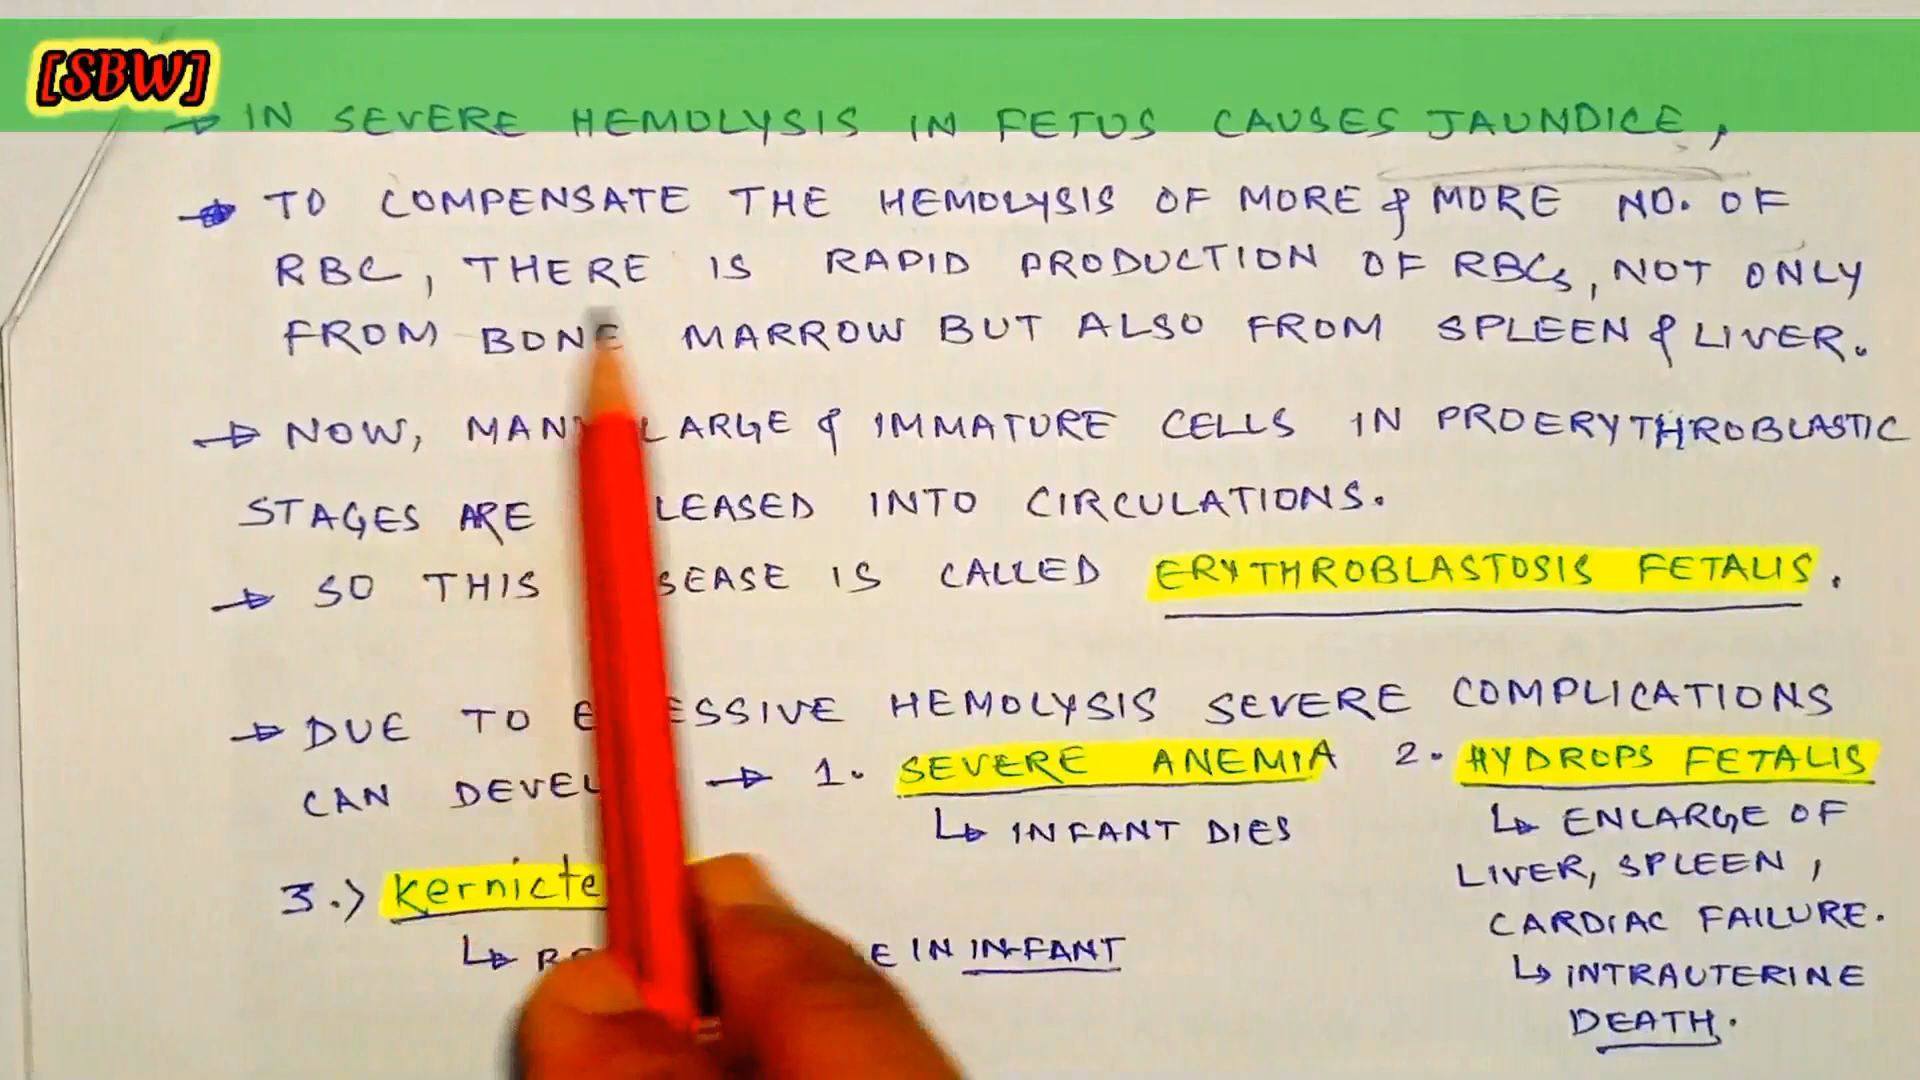 [SBW]
IN SEVERE HEMOLYSIS IN FETUS CAUSES JAUNDICE,
TO COMPENSATE THE HEMOLYSIS OF MORE & MORE NO. OF
RBC, THERE IS RAPID PRODUCTION OF RBCs, NOT ONLY
FROM BONE MARROW BUT ALSO FROM SPLEEN & LIVER.
NOW, MAN LARGE & IMMATURE CELLS IN PROERYTHROBLASTIC
STAGES ARE LEASED INTO CIRCULATIONS.
SO THIS SEASE IS CALLED ERYTHROBLASTOSIS FETALIS.
DUE TO E ESSIVE HEMOLYSIS SEVERE COMPLICATIONS
CAN DEVEL → 1. SEVERE ANEMIA 2. HYDROPS FETALIS
↳ INFANT DIES
↳ ENLARGE OF
LIVER, SPLEEN,
CARDIAC FAILURE.
↳ INTRAUTERINE
DEATH.
3.) Kernicte
↳ E IN INFANT